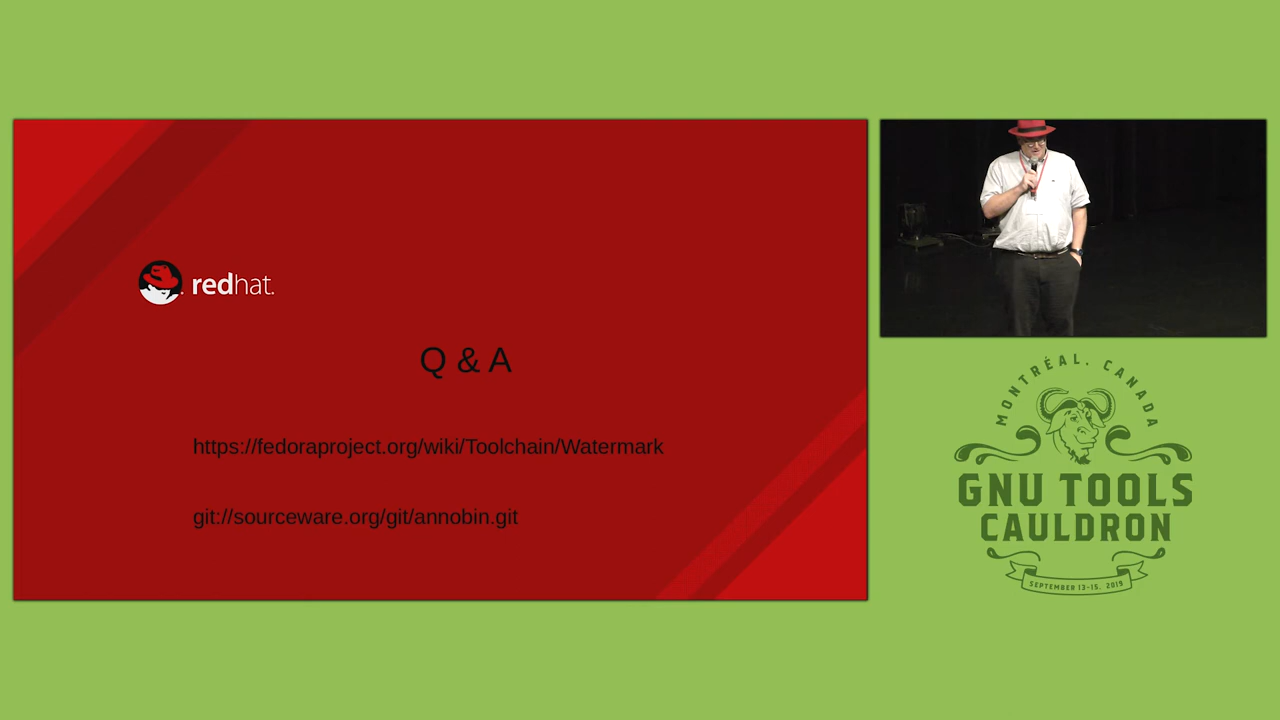 redhat.
Q & A
https://fedoraproject.org/wiki/Toolchain/Watermark
git://sourceware.org/git/annobin.git
MONTRÉAL, CANADA
GNU TOOLS
CAULDRON
SEPTEMBER 13-15, 2019